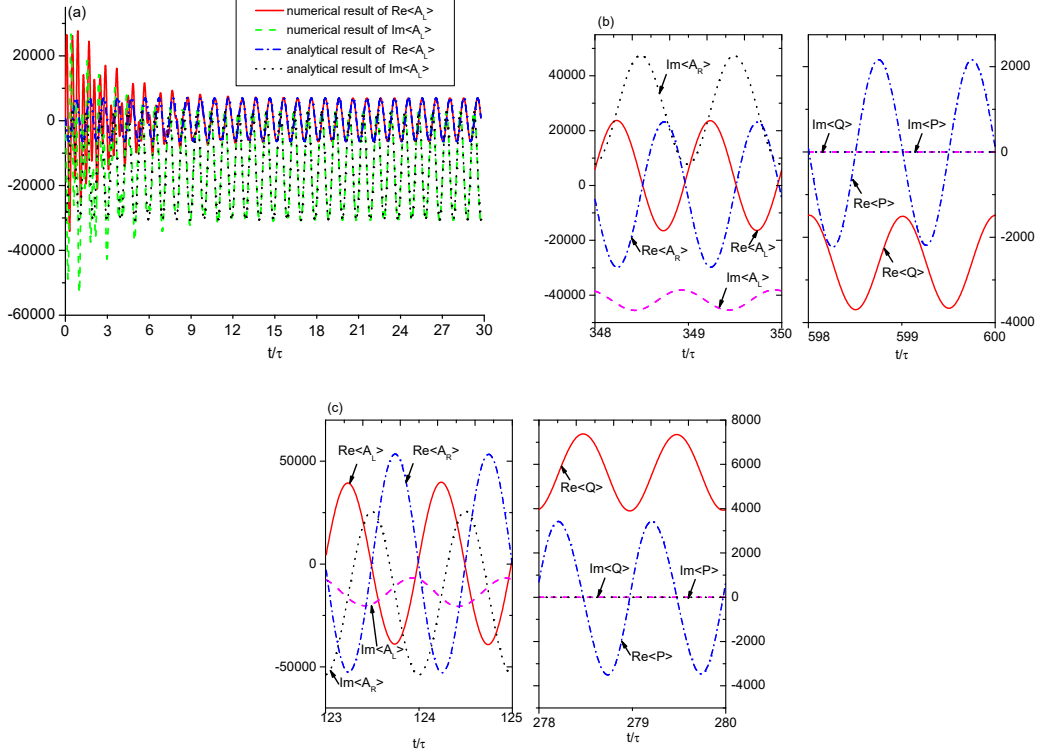 (a)
numerical result of Re<A_L>
numerical result of Im<A_L>
analytical result of Re<A_L>
analytical result of Im<A_L>
20000
0
-20000
-40000
-60000
0 3 6 9 12 15 18 21 24 27 30
t/τ
(b)
40000
20000
0
-20000
-40000
Im<A_R>
Re<A_R>
Re<A_L>
Im<A_L>
348 349 350
t/τ
2000
0
-2000
-4000
Im<Q>
Im<P>
Re<P>
Re<Q>
598 599 600
t/τ
(c)
50000
0
-50000
Re<A_L>
Re<A_R>
Im<A_L>
Im<A_R>
123 124 125
t/τ
8000
6000
4000
2000
0
-2000
-4000
Re<Q>
Im<Q>
Im<P>
Re<P>
278 279 280
t/τ